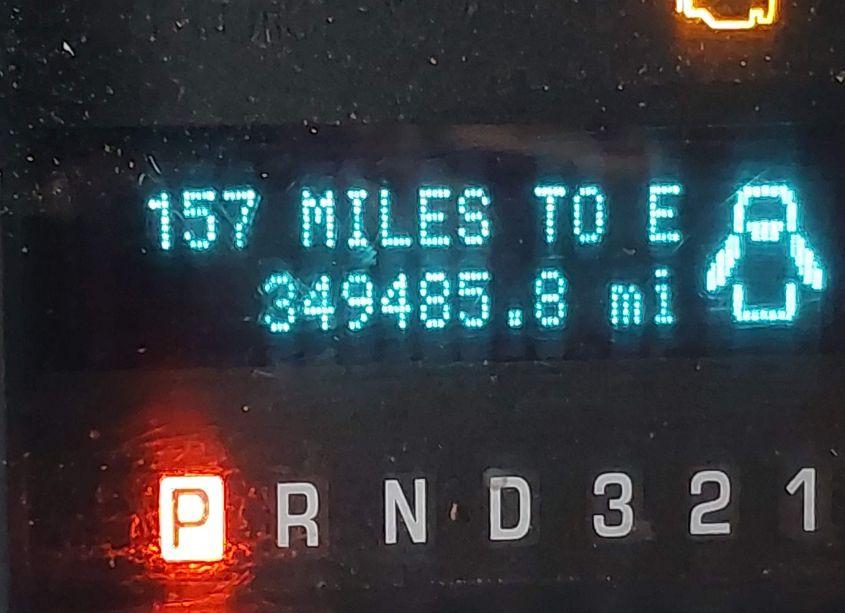 157 MILES TO E
349485.8 mi
P R N D 3 2 1